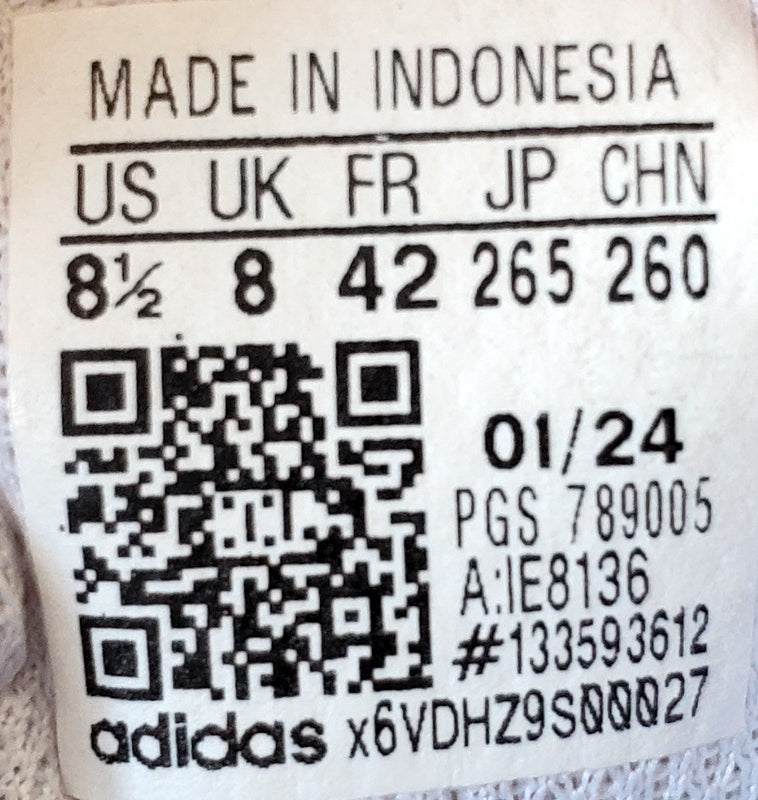 MADE IN INDONESIA
US UK FR JP CHN
8½ 8 42 265 260
01/24
PGS 789005
A:IE8136
#133593612
adidas x6VDHZ9S00027